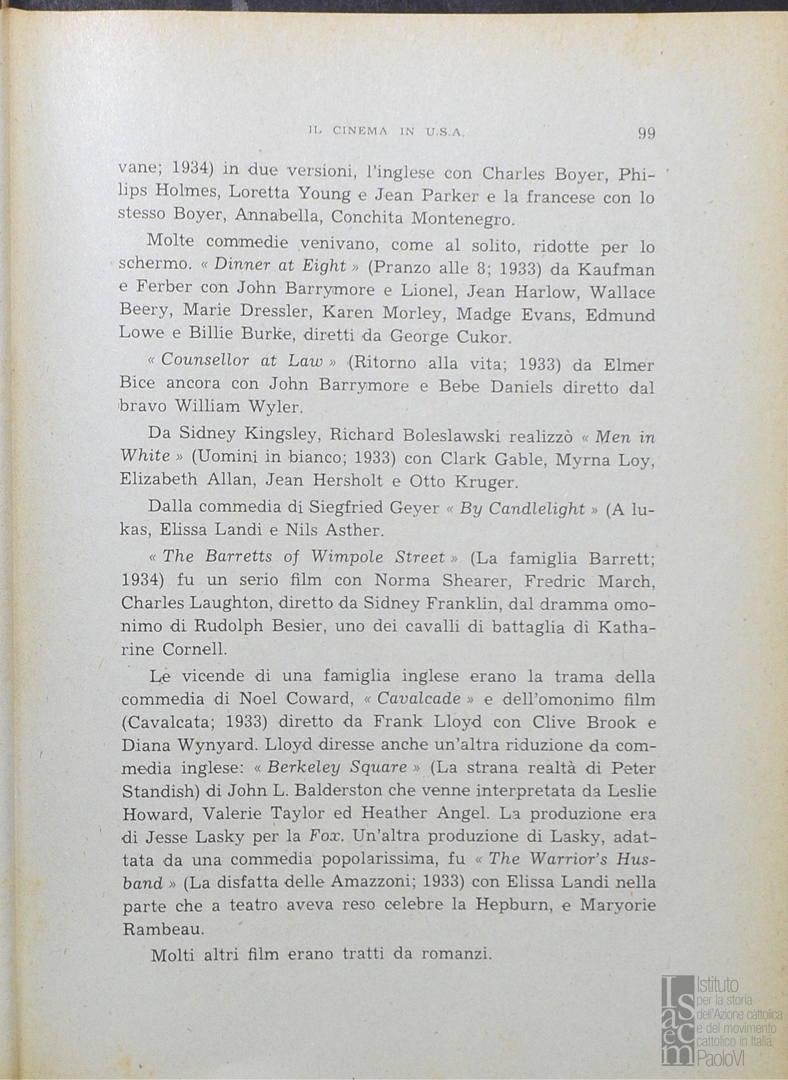 IL CINEMA IN U.S.A. 99
vane; 1934) in due versioni, l'inglese con Charles Boyer, Phi-
lips Holmes, Loretta Young e Jean Parker e la francese con lo
stesso Boyer, Annabella, Conchita Montenegro.
Molte commedie venivano, come al solito, ridotte per lo
schermo. « Dinner at Eight » (Pranzo alle 8; 1933) da Kaufman
e Ferber con John Barrymore e Lionel, Jean Harlow, Wallace
Beery, Marie Dressler, Karen Morley, Madge Evans, Edmund
Lowe e Billie Burke, diretti da George Cukor.
« Counsellor at Law » (Ritorno alla vita; 1933) da Elmer
Bice ancora con John Barrymore e Bebe Daniels diretto dal
bravo William Wyler.
Da Sidney Kingsley, Richard Boleslawski realizzò « Men in
White » (Uomini in bianco; 1933) con Clark Gable, Myrna Loy,
Elizabeth Allan, Jean Hersholt e Otto Kruger.
Dalla commedia di Siegfried Geyer « By Candlelight » (A lu-
kas, Elissa Landi e Nils Asther.
« The Barretts of Wimpole Street » (La famiglia Barrett;
1934) fu un serio film con Norma Shearer, Fredric March,
Charles Laughton, diretto da Sidney Franklin, dal dramma omo-
nimo di Rudolph Besier, uno dei cavalli di battaglia di Katha-
rine Cornell.
Le vicende di una famiglia inglese erano la trama della
commedia di Noel Coward, « Cavalcade » e dell'omonimo film
(Cavalcata; 1933) diretto da Frank Lloyd con Clive Brook e
Diana Wynyard. Lloyd diresse anche un'altra riduzione da com-
media inglese: « Berkeley Square » (La strana realtà di Peter
Standish) di John L. Balderston che venne interpretata da Leslie
Howard, Valerie Taylor ed Heather Angel. La produzione era
di Jesse Lasky per la Fox. Un'altra produzione di Lasky, adat-
tata da una commedia popolarissima, fu « The Warrior's Hus-
band » (La disfatta delle Amazzoni; 1933) con Elissa Landi nella
parte che a teatro aveva reso celebre la Hepburn, e Maryorie
Rambeau.
Molti altri film erano tratti da romanzi.
Isacem
Istituto
per la storia
dell'Azione cattolica
e del movimento
cattolico in Italia
PaoloVI